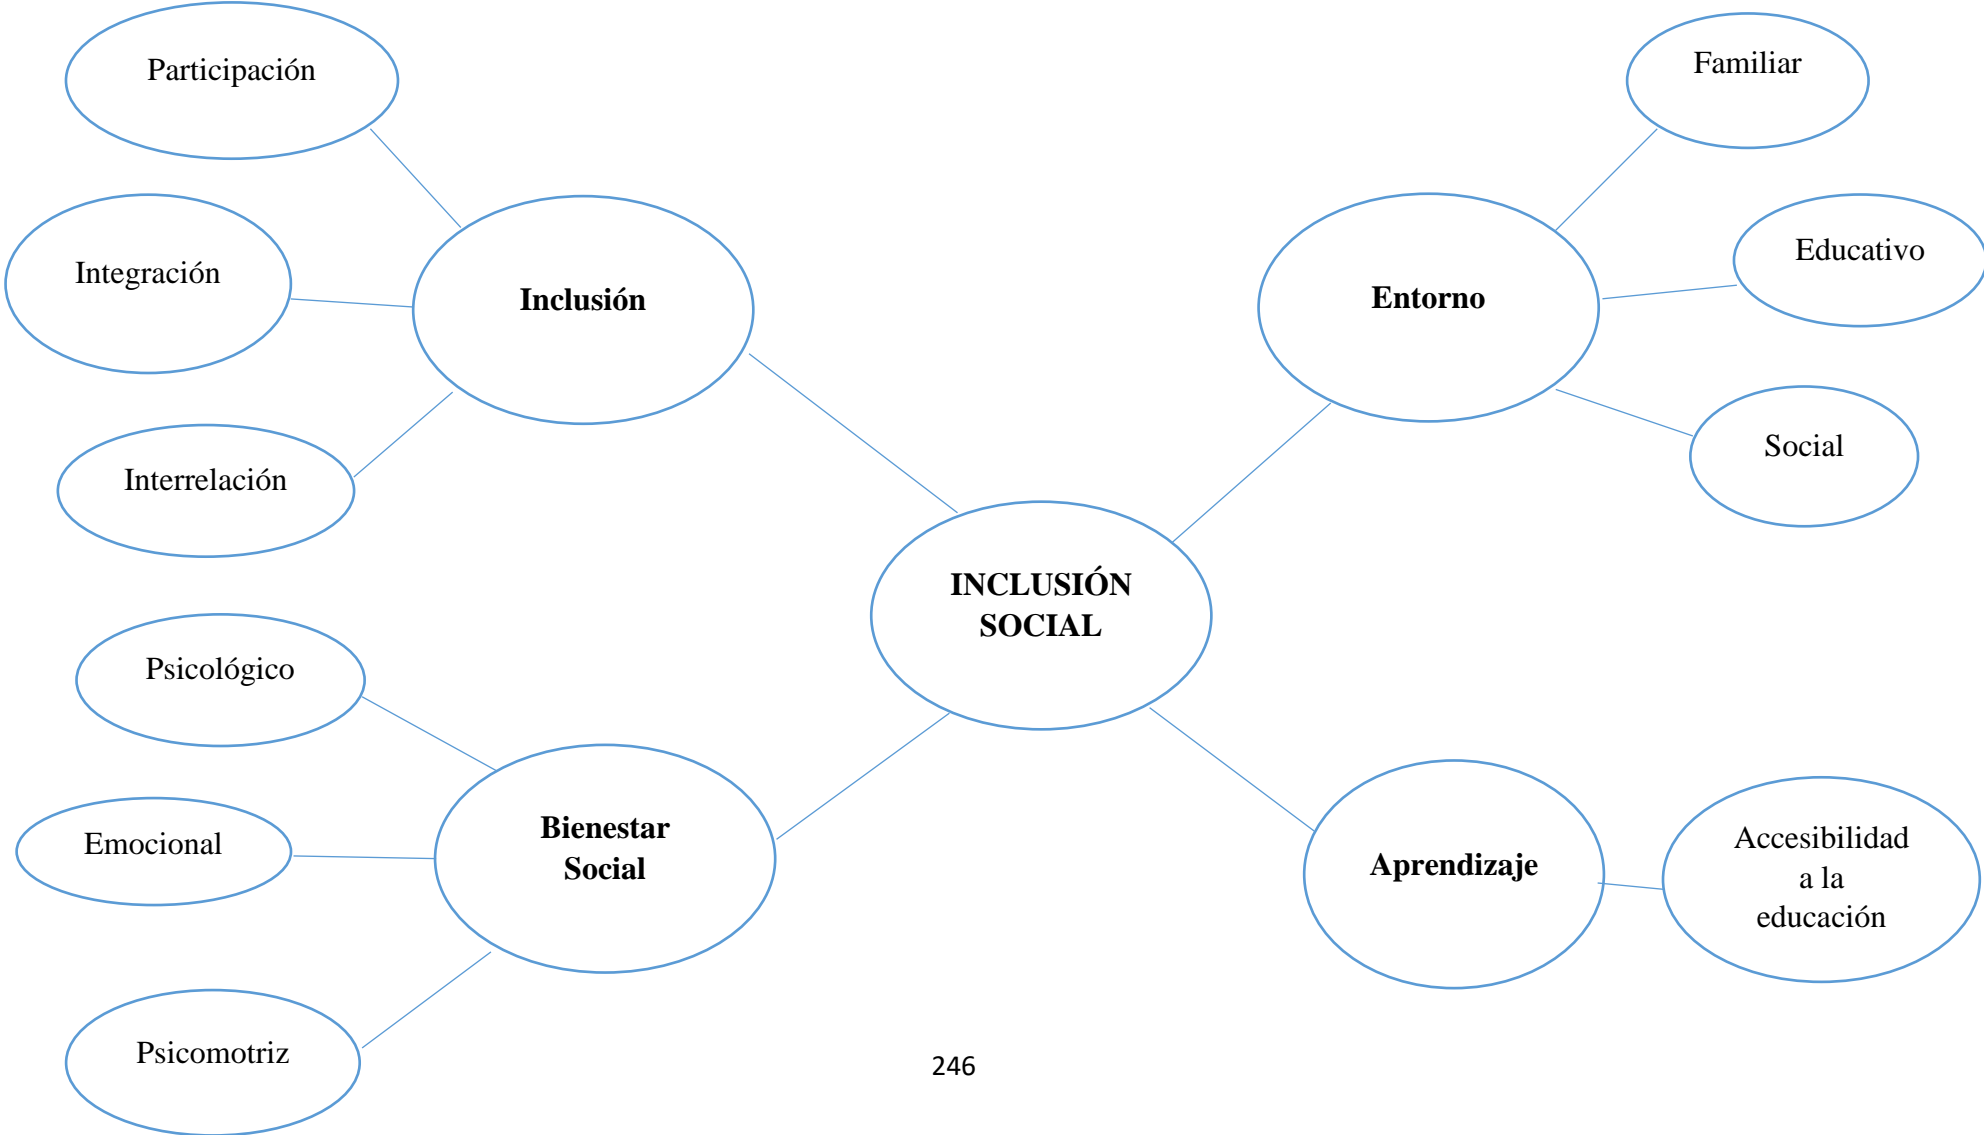 Participación
Integración
Interrelación
Inclusión
Familiar
Educativo
Social
Entorno
INCLUSIÓN
SOCIAL
Psicológico
Emocional
Psicomotriz
Bienestar
Social
Aprendizaje
Accesibilidad
a la
educación
246